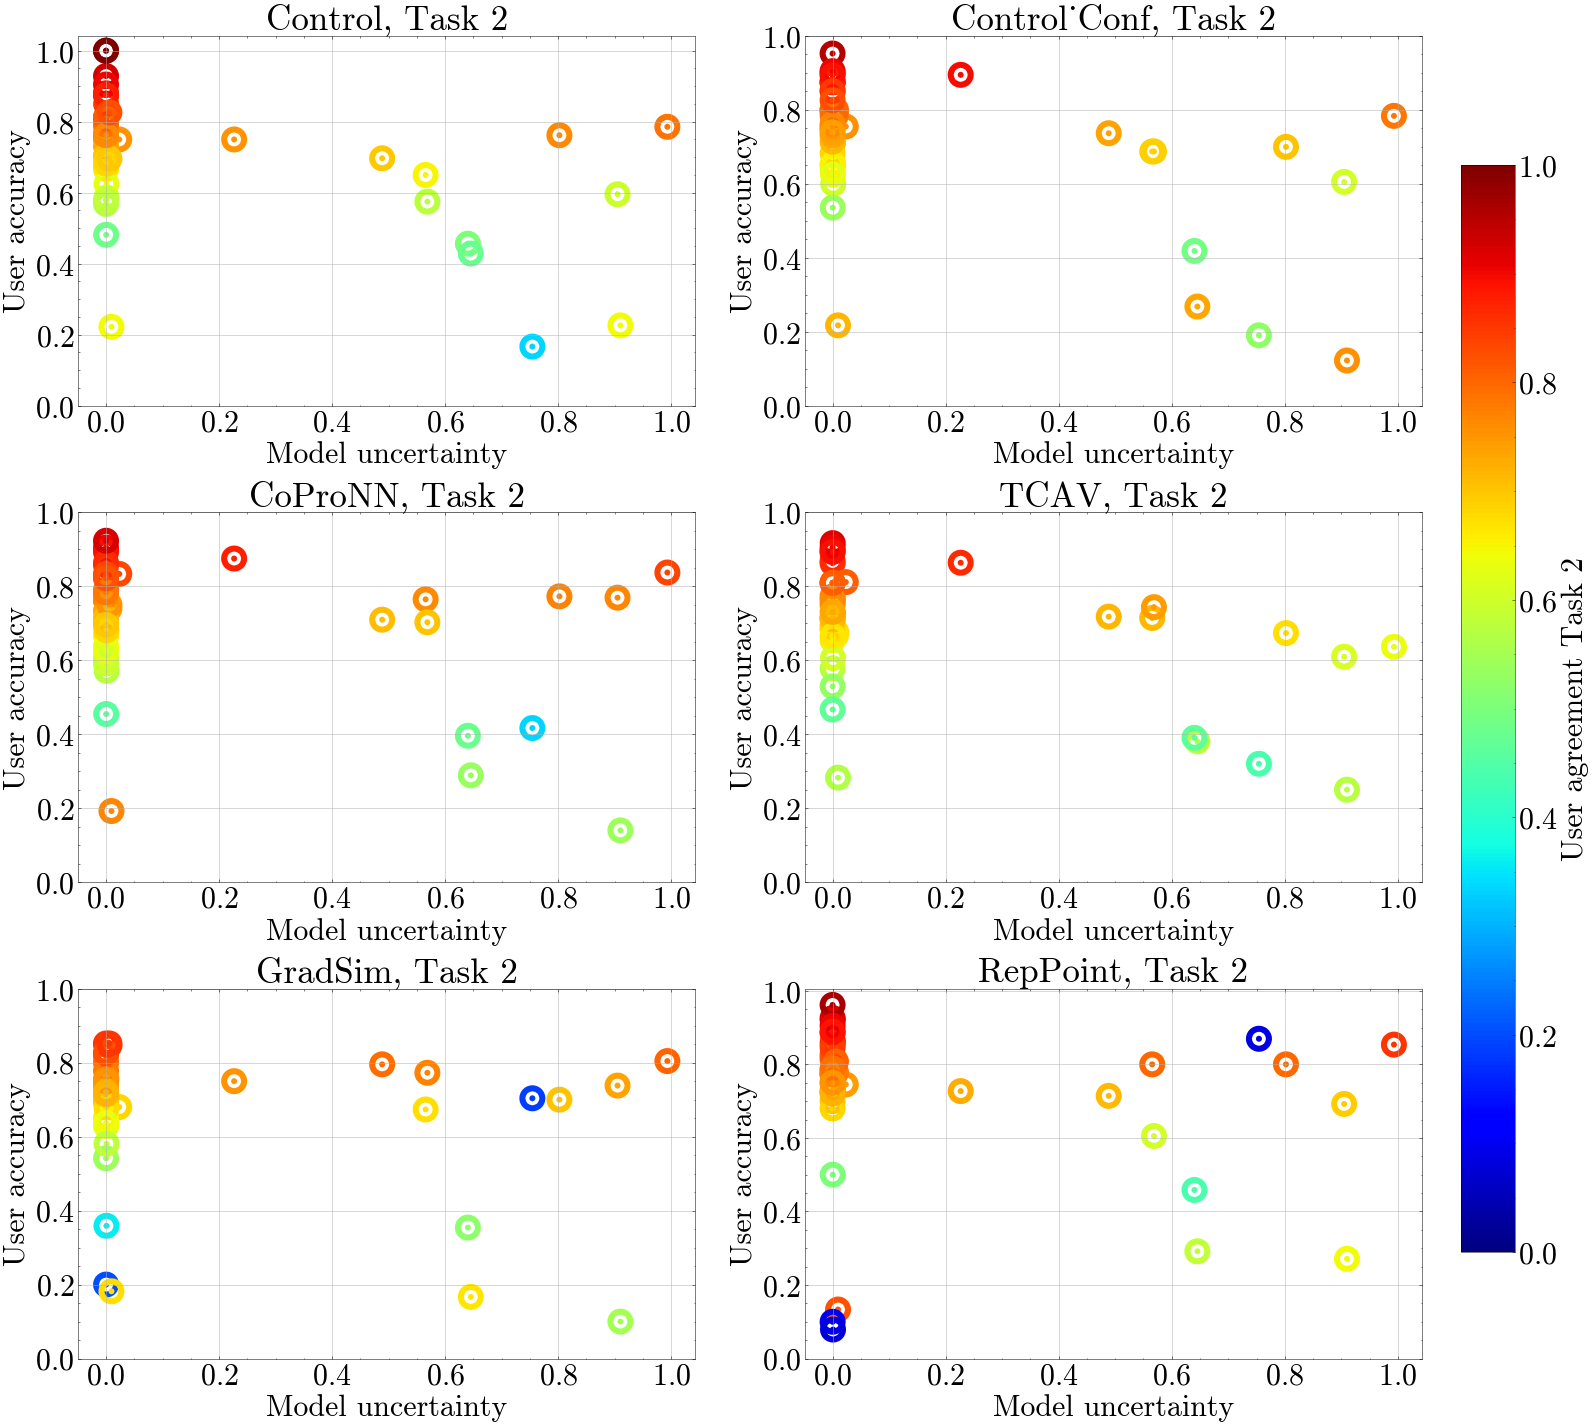 Control, Task 2
User accuracy
1.0
0.8
0.6
0.4
0.2
0.0
0.0 0.2 0.4 0.6 0.8 1.0
Model uncertainty
Control˙Conf, Task 2
User accuracy
1.0
0.8
0.6
0.4
0.2
0.0
0.0 0.2 0.4 0.6 0.8 1.0
Model uncertainty
CoProNN, Task 2
User accuracy
1.0
0.8
0.6
0.4
0.2
0.0
0.0 0.2 0.4 0.6 0.8 1.0
Model uncertainty
TCAV, Task 2
User accuracy
1.0
0.8
0.6
0.4
0.2
0.0
0.0 0.2 0.4 0.6 0.8 1.0
Model uncertainty
GradSim, Task 2
User accuracy
1.0
0.8
0.6
0.4
0.2
0.0
0.0 0.2 0.4 0.6 0.8 1.0
Model uncertainty
RepPoint, Task 2
User accuracy
1.0
0.8
0.6
0.4
0.2
0.0
0.0 0.2 0.4 0.6 0.8 1.0
Model uncertainty
1.0
0.8
0.6
0.4
0.2
0.0
User agreement Task 2